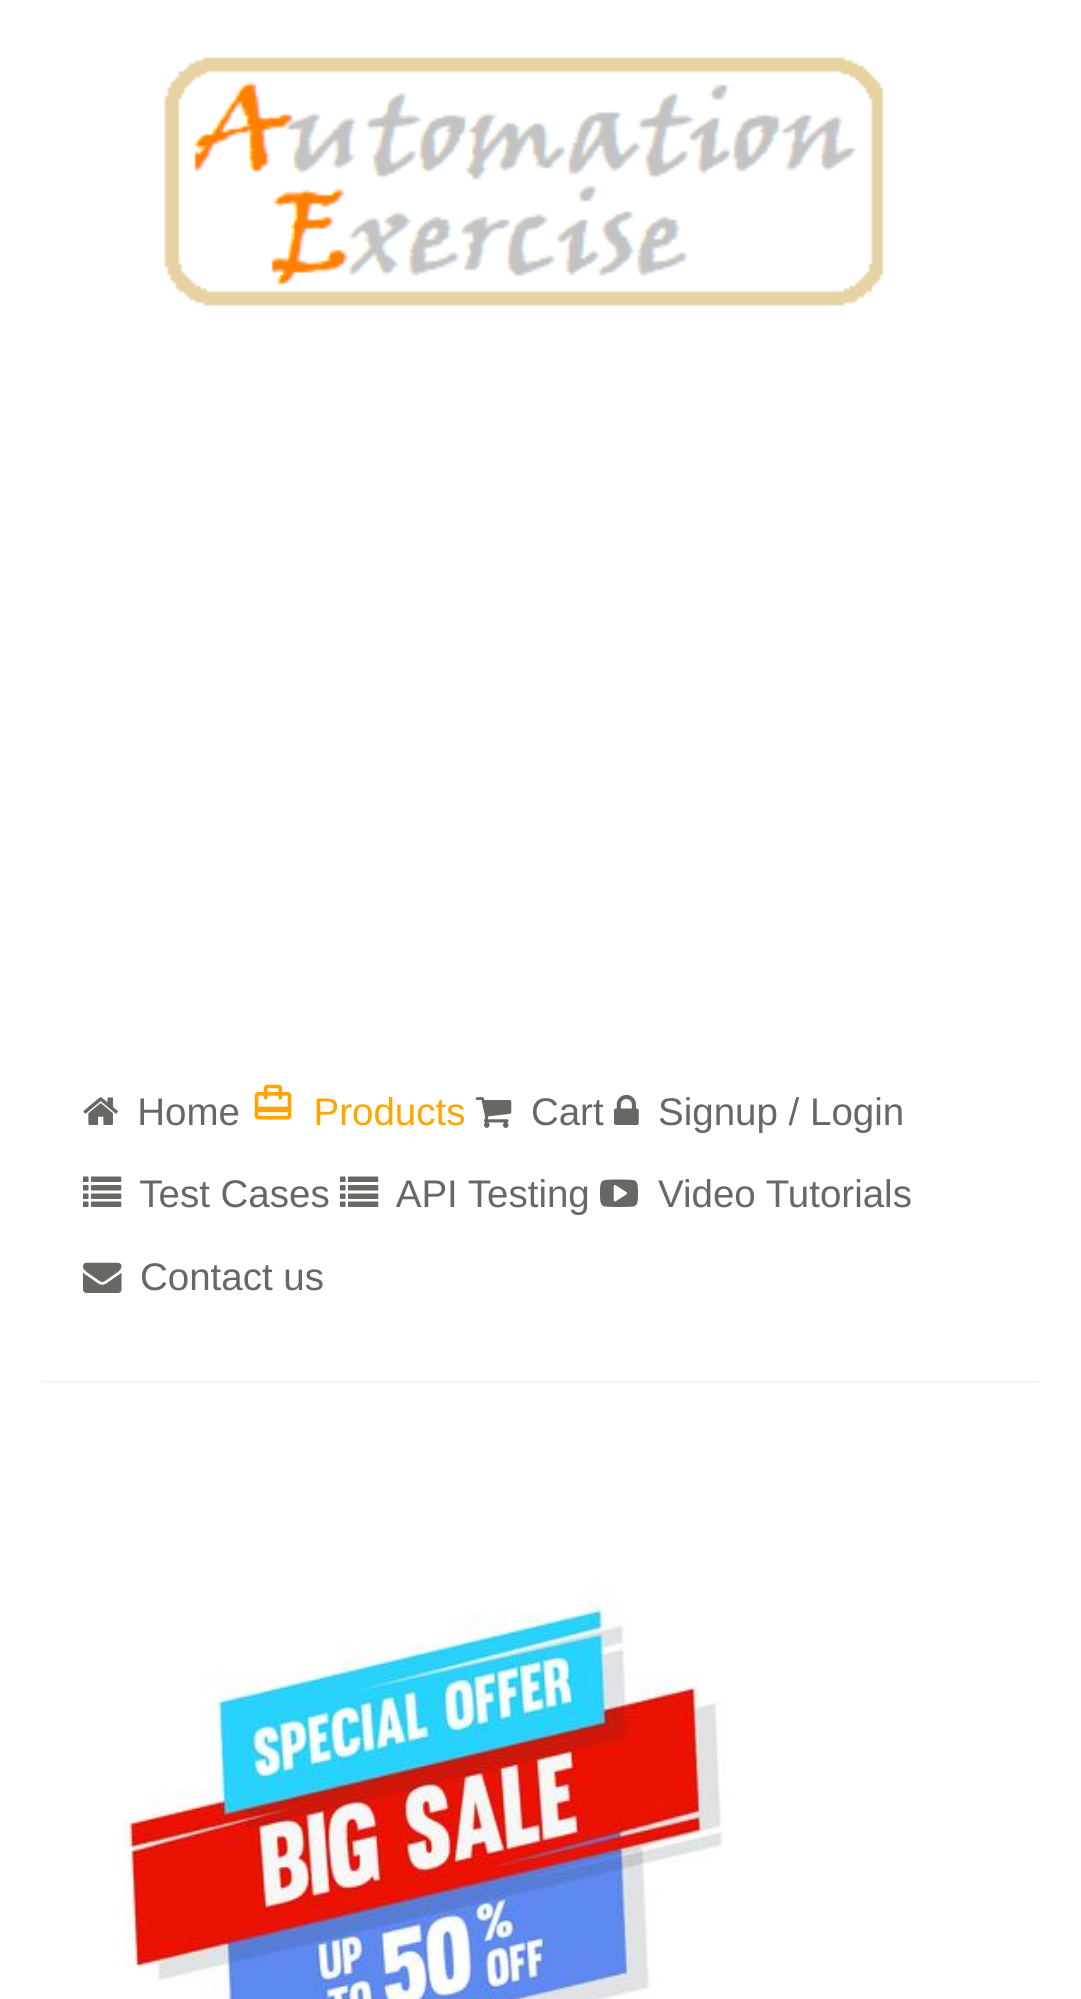 Automation
Exercise
Home Products Cart Signup / Login
Test Cases API Testing Video Tutorials
Contact us
SPECIAL OFFER
BIG SALE
UP TO 50% OFF